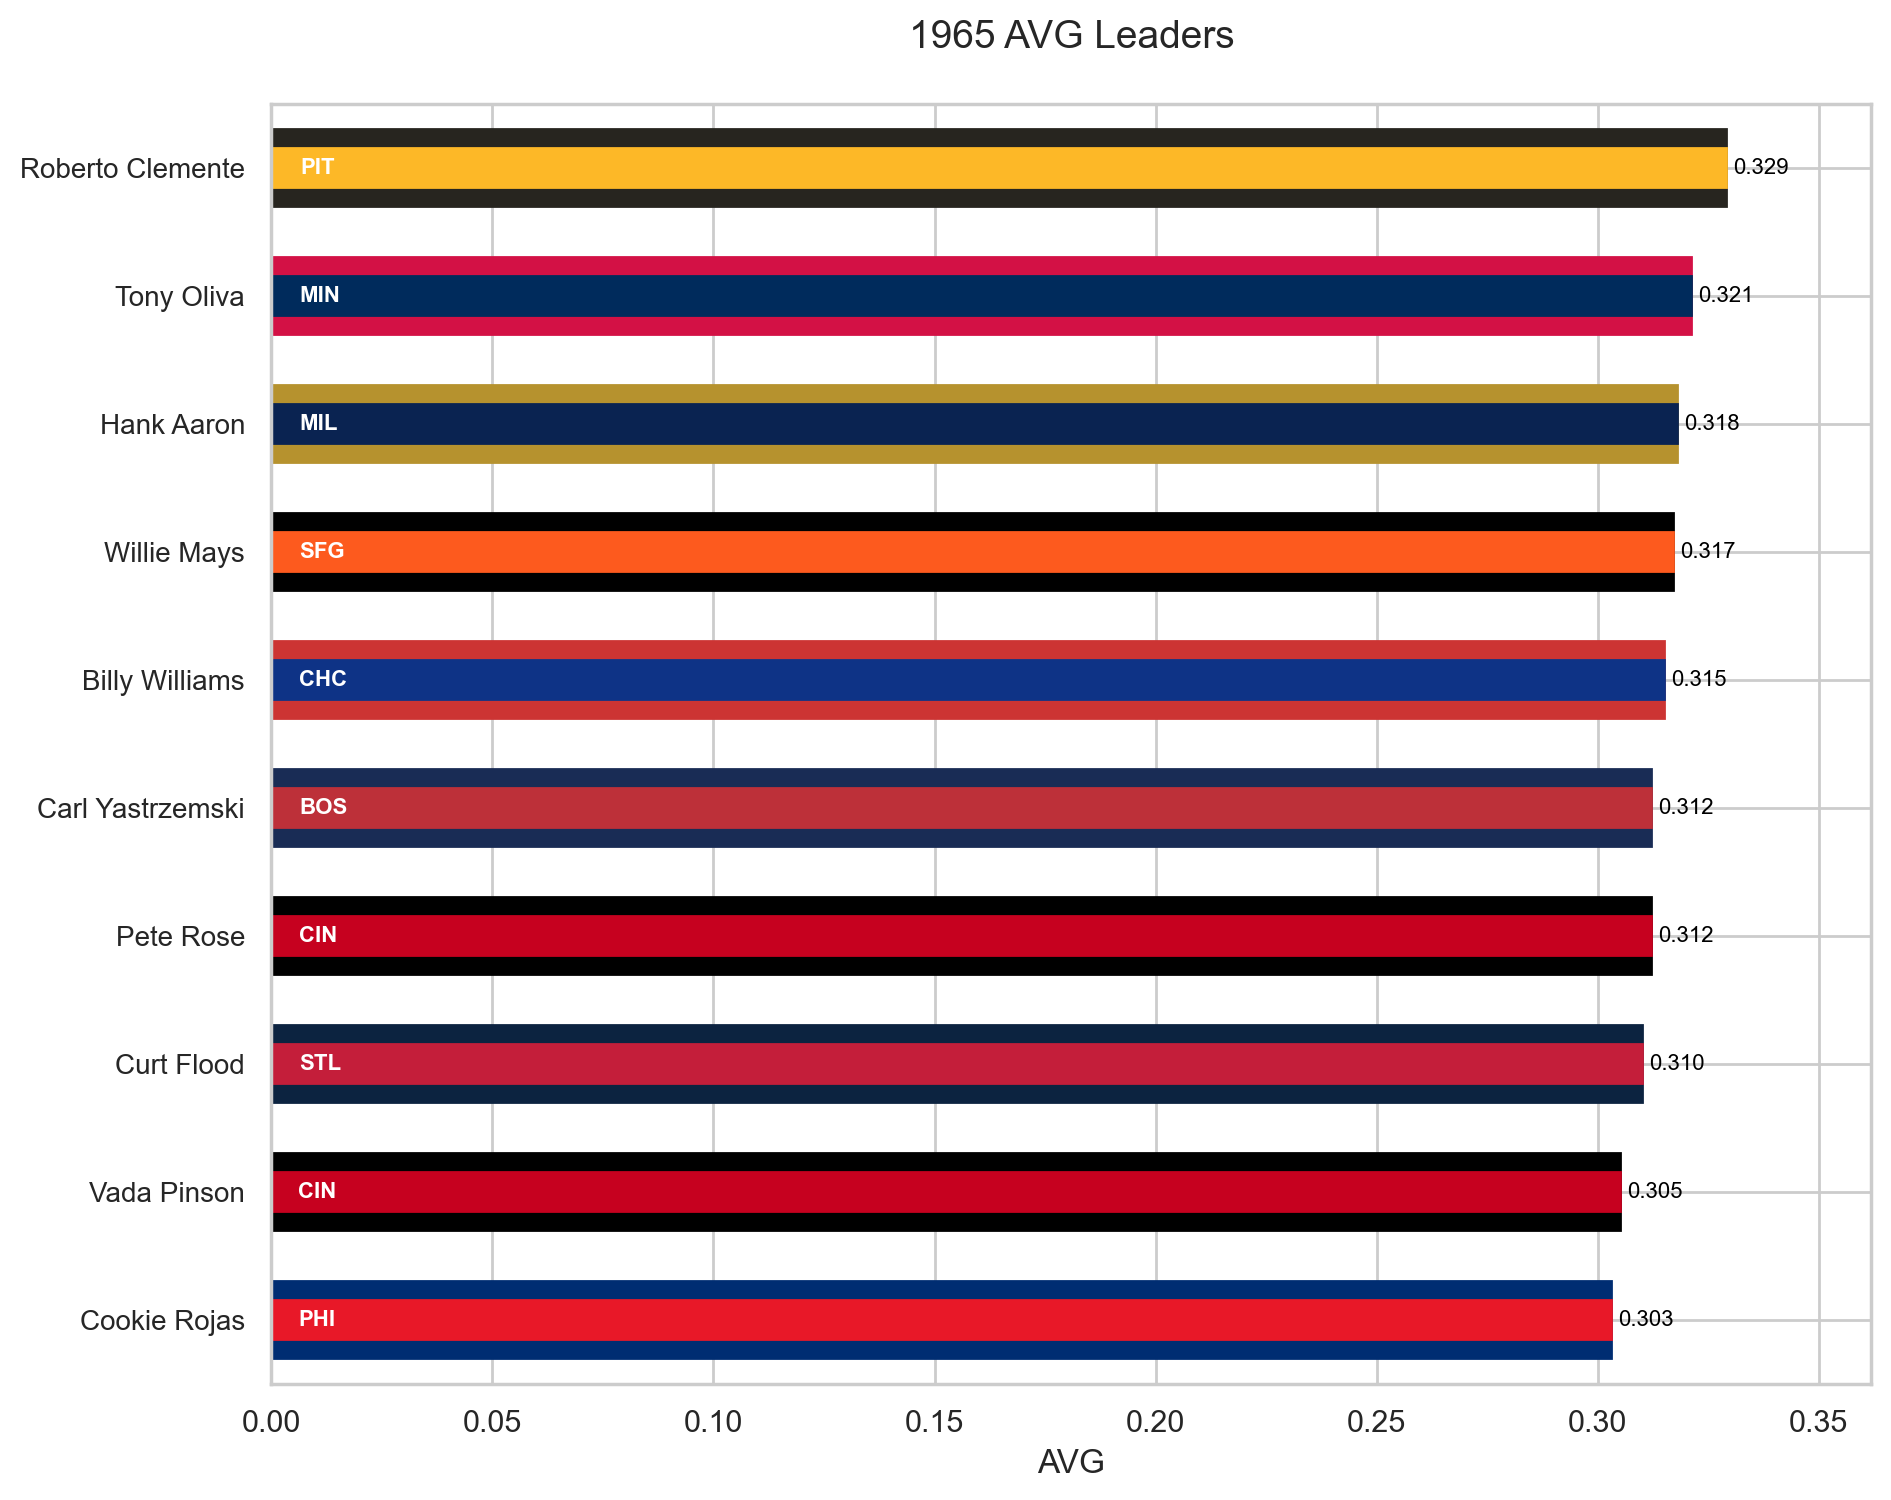 1965 AVG Leaders
Roberto Clemente PIT 0.329
Tony Oliva MIN 0.321
Hank Aaron MIL 0.318
Willie Mays SFG 0.317
Billy Williams CHC 0.315
Carl Yastrzemski BOS 0.312
Pete Rose CIN 0.312
Curt Flood STL 0.310
Vada Pinson CIN 0.305
Cookie Rojas PHI 0.303
0.00 0.05 0.10 0.15 0.20 0.25 0.30 0.35
AVG